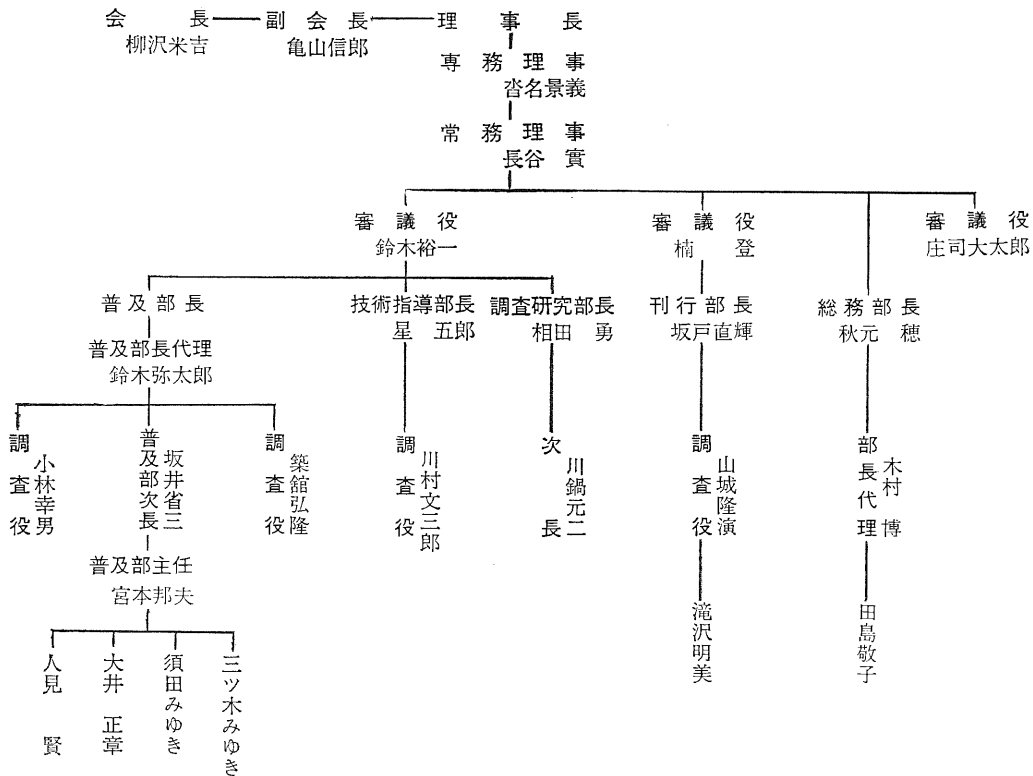 会長
柳沢米吉
副会長
亀山信郎
理事長
専務理事
沓名景義
常務理事
長谷實
審議役
鈴木裕一
審議役
楠登
審議役
庄司大太郎
普及部長
技術指導部長
星五郎
調査研究部長
相田勇
刊行部長
坂戸直輝
総務部長
秋元穂
普及部長代理
鈴木弥太郎
調査役
小林幸男
普及部次長
坂井省三
調査役
築舘弘隆
調査役
川村文三郎
次長
川鍋元二
調査役
山城隆演
部長代理
木村博
普及部主任
宮本邦夫
滝沢明美
田島敬子
人見賢
大井正章
須田みゆき
三ツ木みゆき